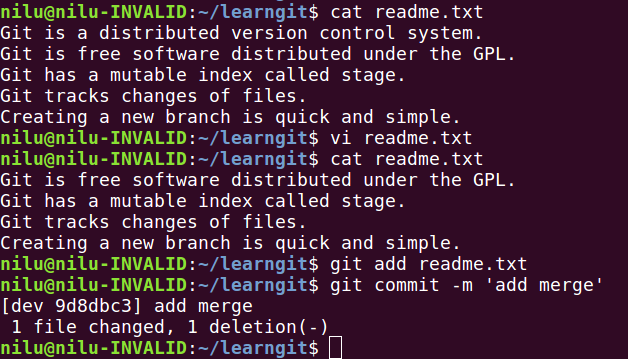 nilu@nilu-INVALID:~/learngit$ cat readme.txt
Git is a distributed version control system.
Git is free software distributed under the GPL.
Git has a mutable index called stage.
Git tracks changes of files.
Creating a new branch is quick and simple.
nilu@nilu-INVALID:~/learngit$ vi readme.txt
nilu@nilu-INVALID:~/learngit$ cat readme.txt
Git is free software distributed under the GPL.
Git has a mutable index called stage.
Git tracks changes of files.
Creating a new branch is quick and simple.
nilu@nilu-INVALID:~/learngit$ git add readme.txt
nilu@nilu-INVALID:~/learngit$ git commit -m 'add merge'
[dev 9d8dbc3] add merge
 1 file changed, 1 deletion(-)
nilu@nilu-INVALID:~/learngit$